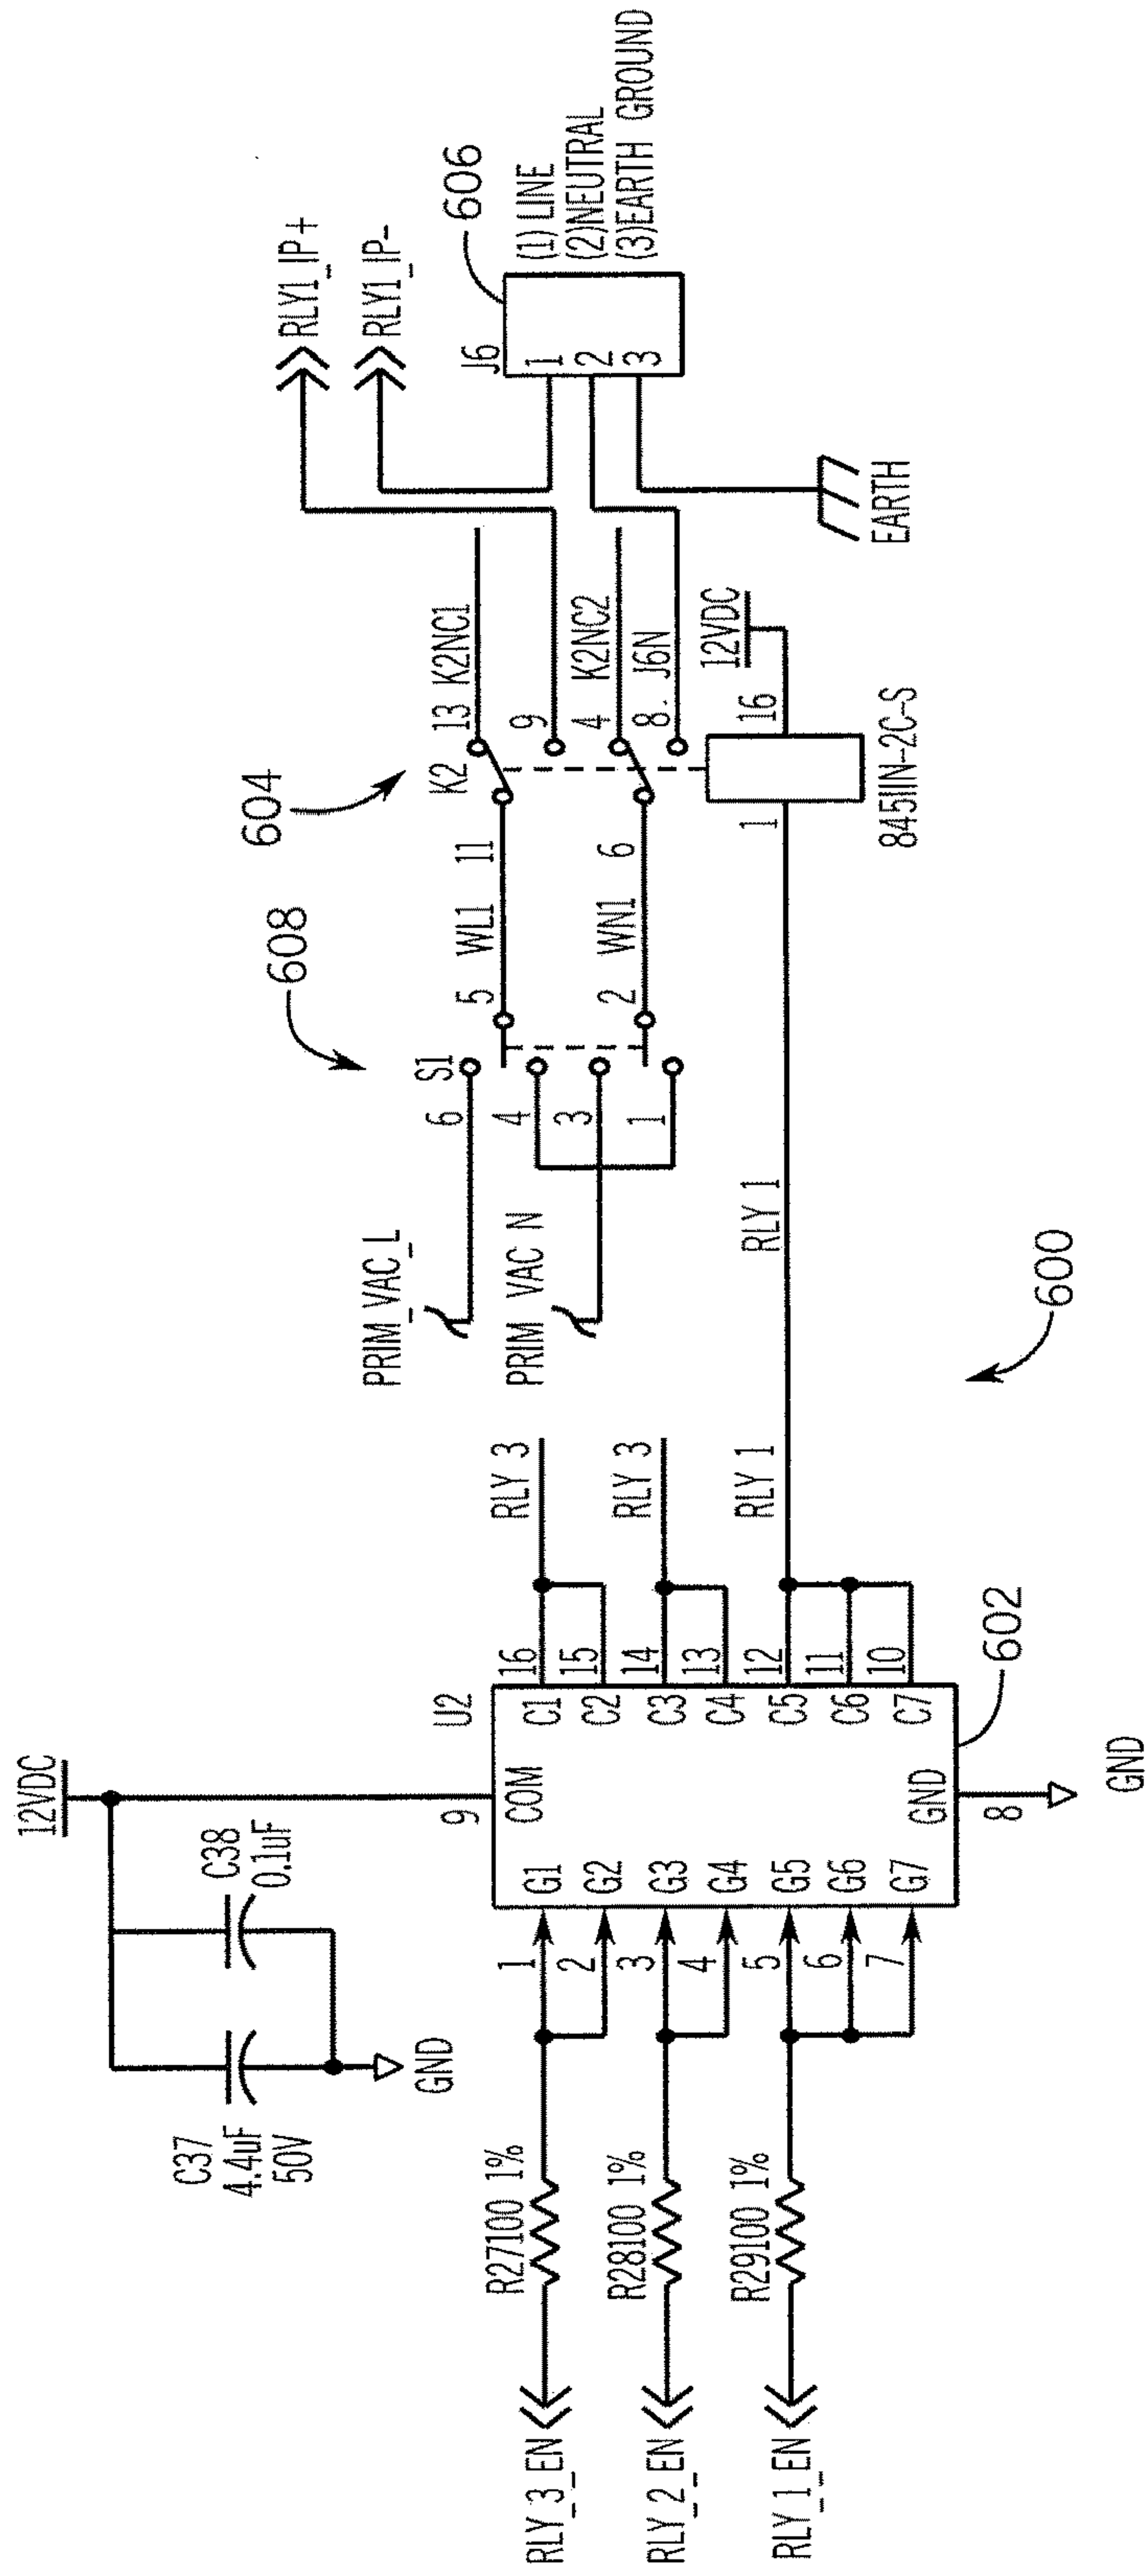 12VDC
C37
4.4uF
50V
C38
0.1uF
GND
RLY_3_EN
R27100 1%
RLY_2_EN
R28100 1%
RLY_1_EN
R29100 1%
U2
9
COM
1
G1
2
G2
3
G3
4
G4
5
G5
6
G6
7
G7
C1
16
C2
15
C3
14
C4
13
C5
12
C6
11
C7
10
GND
8
GND
602
RLY 3
RLY 3
RLY 1
600
RLY 1
PRIM_VAC_L
PRIM VAC N
608
S1
6
4
3
1
5
WL1
11
2
WN1
6
604
K2
13 K2NC1
9
4 K2NC2
8. J6N
1
16
12VDC
845IIN-2C-S
RLY1_IP+
RLY1_IP-
J6
606
1
2
3
(1) LINE
(2)NEUTRAL
(3)EARTH GROUND
EARTH